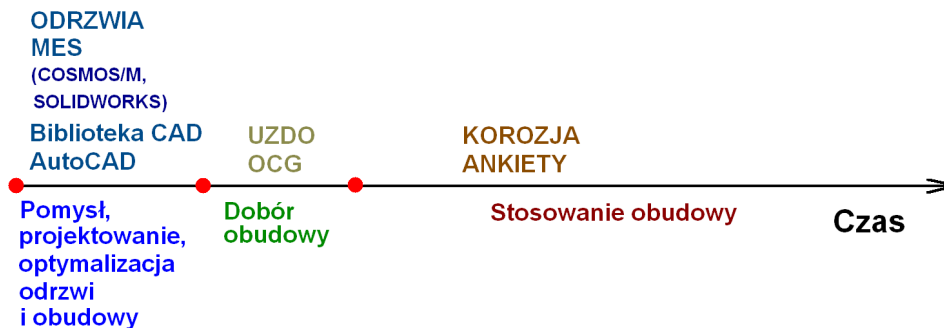 ODRZWIA
MES
(COSMOS/M,
SOLIDWORKS)
Biblioteka CAD
AutoCAD
UZDO
OCG
KOROZJA
ANKIETY
Pomysł,
projektowanie,
optymalizacja
odrzwi
i obudowy
Dobór
obudowy
Stosowanie obudowy
Czas